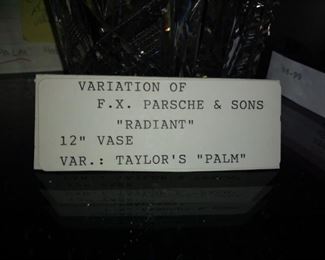 VARIATION OF
F.X. PARSCHE & SONS
"RADIANT"
12" VASE
VAR.: TAYLOR'S "PALM"